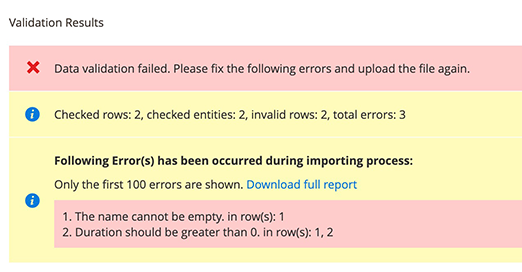 Validation Results
Data validation failed. Please fix the following errors and upload the file again.
Checked rows: 2, checked entities: 2, invalid rows: 2, total errors: 3
Following Error(s) has been occurred during importing process:
Only the first 100 errors are shown. Download full report
1. The name cannot be empty. in row(s): 1
2. Duration should be greater than 0. in row(s): 1, 2